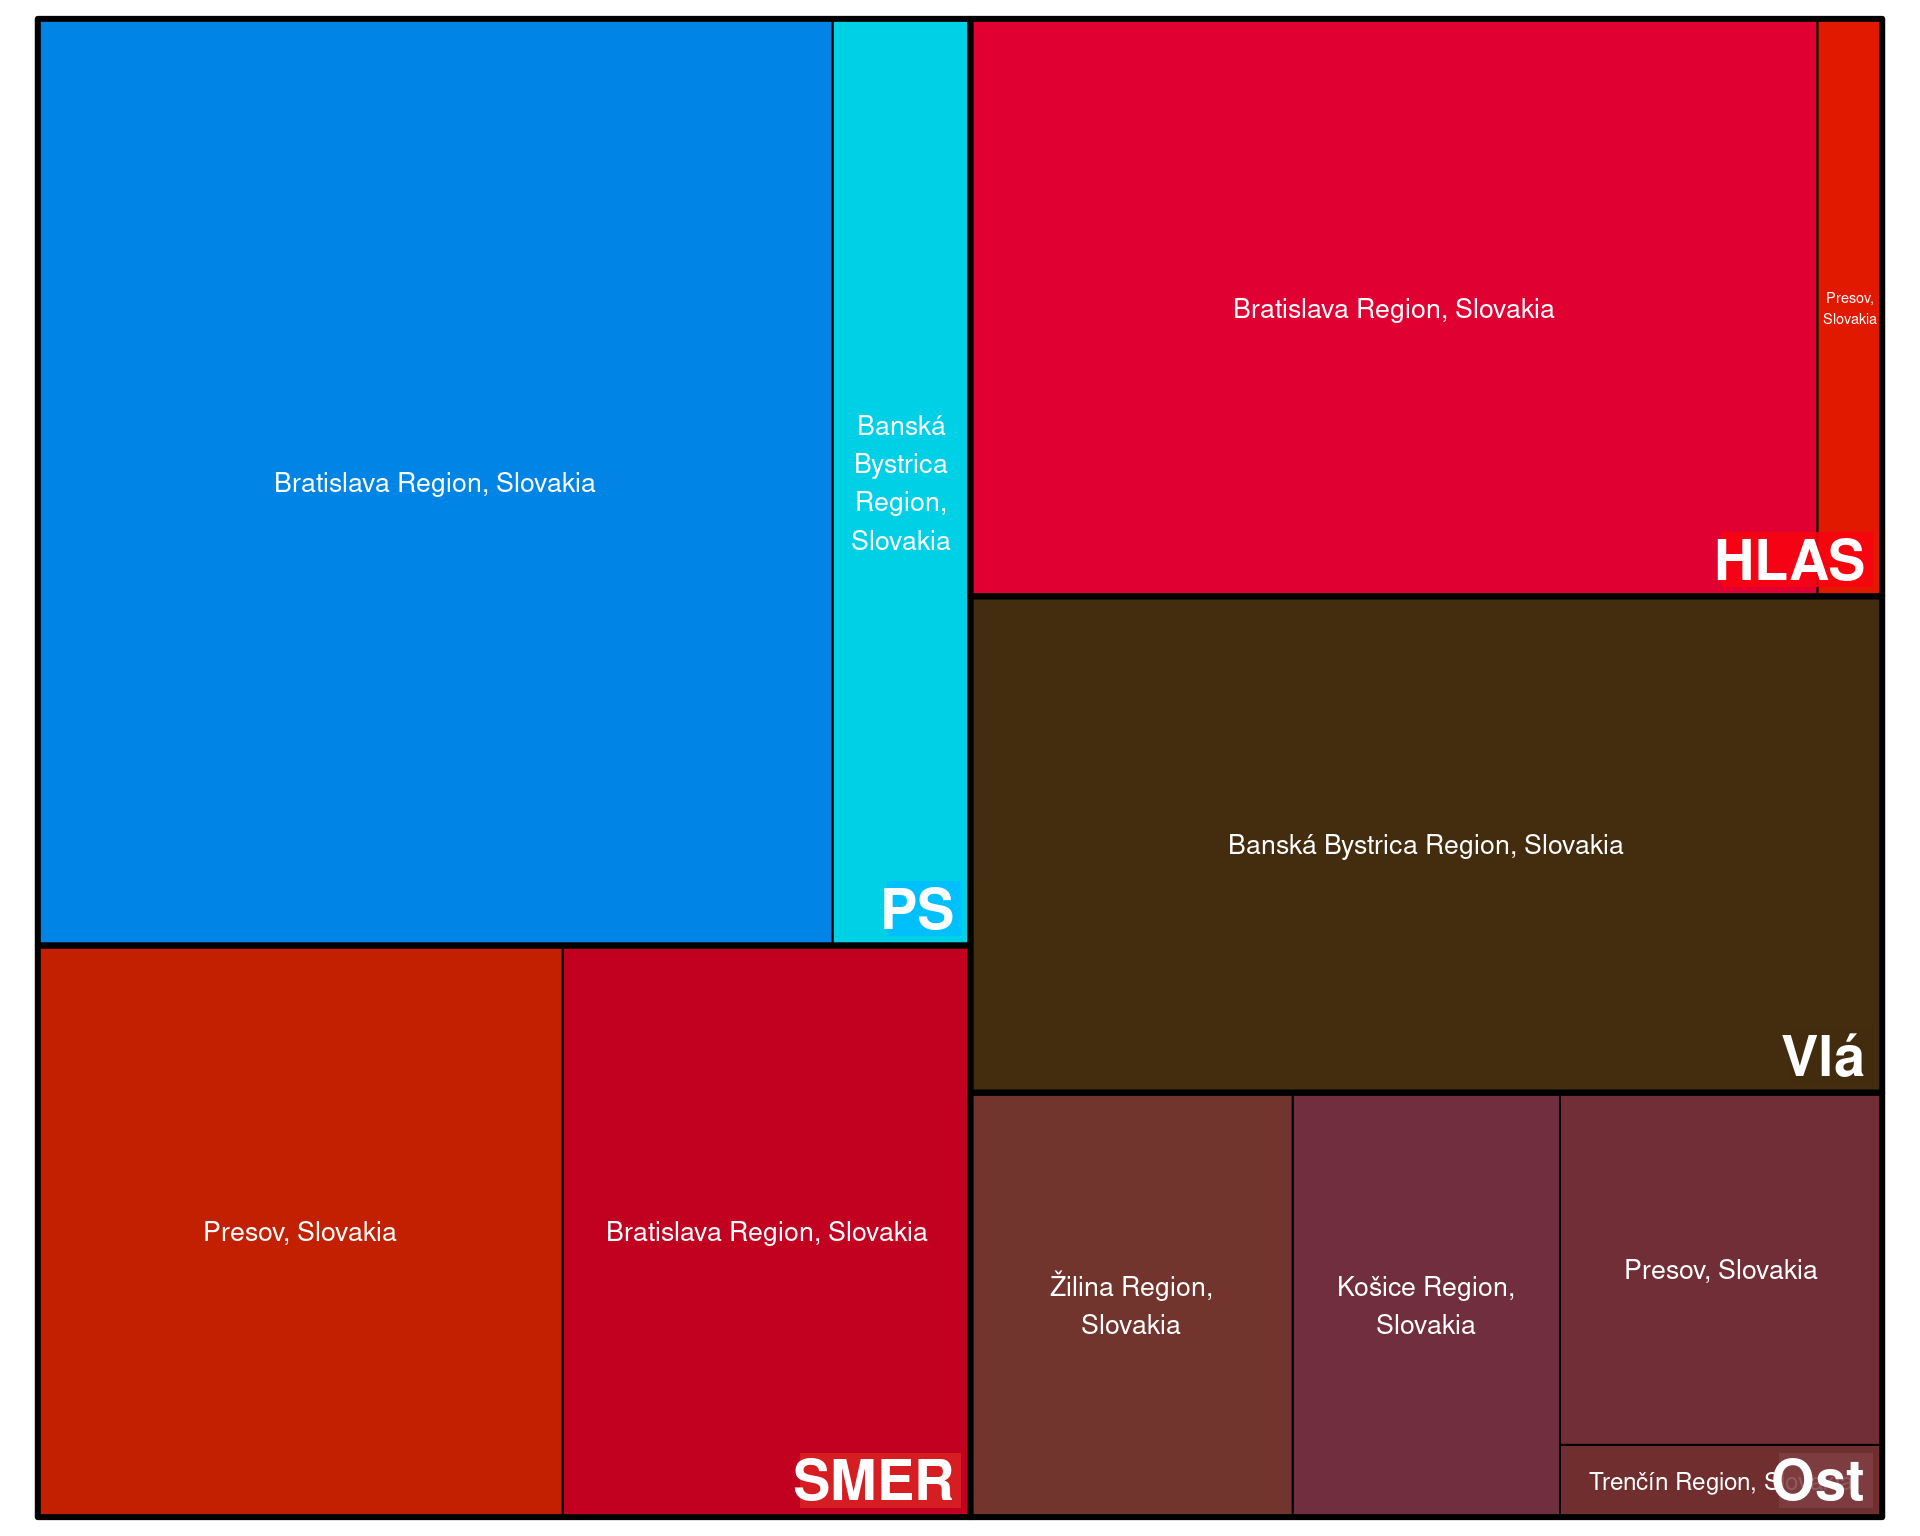 Bratislava Region, Slovakia
Banská
Bystrica
Region,
Slovakia
PS
Presov, Slovakia
Bratislava Region, Slovakia
SMER
Bratislava Region, Slovakia
Presov,
Slovakia
HLAS
Banská Bystrica Region, Slovakia
Vlá
Žilina Region,
Slovakia
Košice Region,
Slovakia
Presov, Slovakia
Trenčín Region, Slovakia
Ost